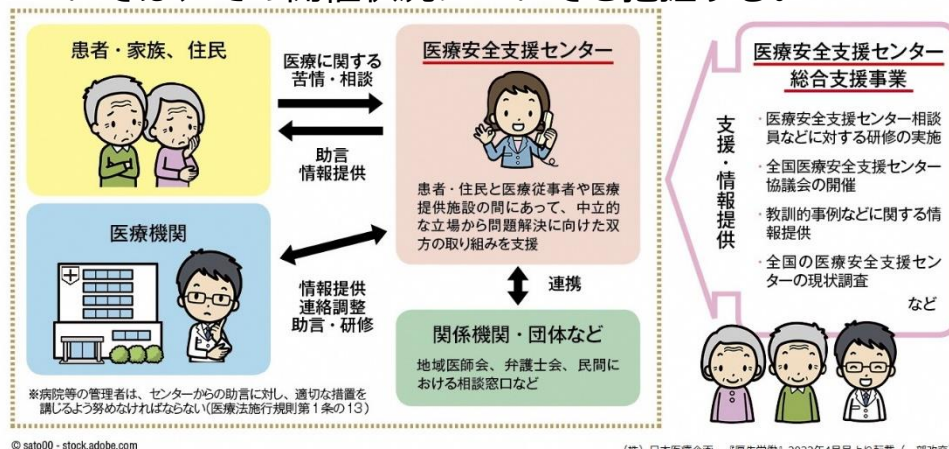 患者・家族、住民
医療に関する
苦情・相談
助言
情報提供
医療安全支援センター
患者・住民と医療従事者や医療
提供施設の間にあって、中立的
な立場から問題解決に向けた双
方の取り組みを支援
医療機関
情報提供
連絡調整
助言・研修
連携
関係機関・団体など
地域医師会、弁護士会、民間に
おける相談窓口など
※病院等の管理者は、センターからの助言に対し、適切な措置を
講じるよう努めなければならない(医療法施行規則第1条の13)
支援・情報提供
医療安全支援センター
総合支援事業
・医療安全支援センター相談
員などに対する研修の実施
・全国医療安全支援センター
協議会の開催
・教訓的事例などに関する情
報提供
・全国の医療安全支援セン
ターの現状調査
など
© sato00 - stock.adobe.com